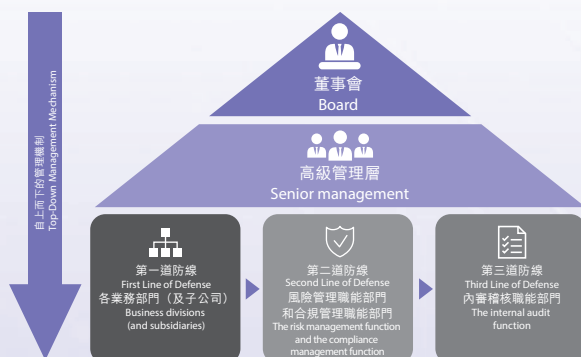 自上而下的管理機制
Top-Down Management Mechanism
董事會
Board
高級管理層
Senior management
第一道防線
First Line of Defense
各業務部門（及子公司）
Business divisions
(and subsidiaries)
第二道防線
Second Line of Defense
風險管理職能部門
和合規管理職能部門
The risk management function
and the compliance
management function
第三道防線
Third Line of Defense
內審稽核職能部門
The internal audit
function